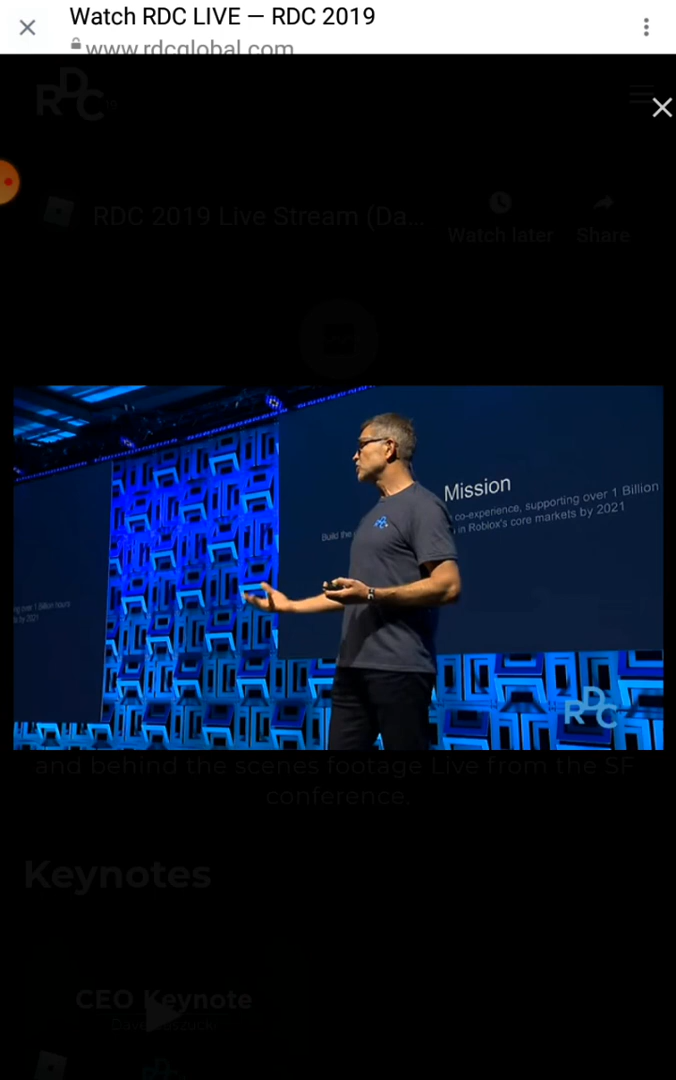 Watch RDC LIVE — RDC 2019
www.rdcglobal.com
RDC19
RDC 2019 Live Stream (Da...
Watch later
Share
Mission
Build the
co-experience, supporting over 1 Billion
in Roblox's core markets by 2021
ng over 1 Billion hours
by 2021
RDC
and behind the scenes footage Live from the SF
conference.
Keynotes
CEO Keynote